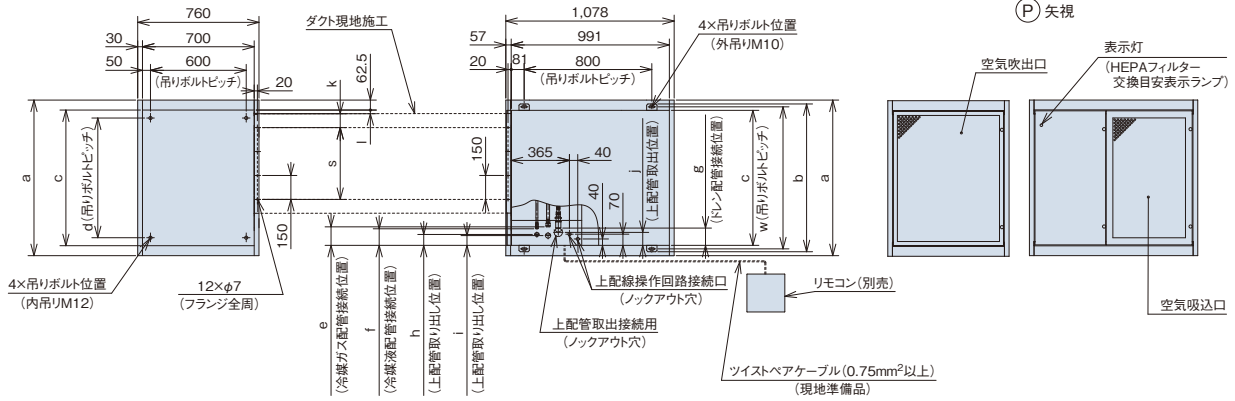 760
30
700
50
600
(吊りボルトピッチ)
20
k
62.5
ダクト現地施工
1,078
57
991
20
81
800
(吊りボルトピッチ)
4×吊りボルト位置
(外吊りM10)
P 矢視
空気吹出口
表示灯
(HEPAフィルター
交換目安表示ランプ)
a
c
d(吊りボルトピッチ)
l
s
150
150
365
40
40
70
j
(上配管取出位置)
g
(ドレン配管接続位置)
c
w(吊りボルトピッチ)
b
a
4×吊りボルト位置
(内吊りM12)
12×φ7
(フランジ全周)
e
(冷媒ガス配管接続位置)
f
(冷媒液配管接続位置)
h
(上配管取り出し位置)
i
(上配管取り出し位置)
上配線操作回路接続口
(ノックアウト穴)
上配管取出接続用
(ノックアウト穴)
リモコン(別売)
ツイストペアケーブル(0.75mm²以上)
(現地準備品)
空気吸込口